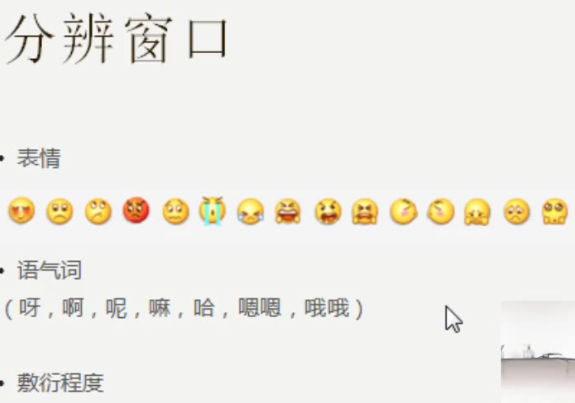 分辨窗口
• 表情
• 语气词
（呀，啊，呢，嘛，哈，嗯嗯，哦哦）
• 敷衍程度